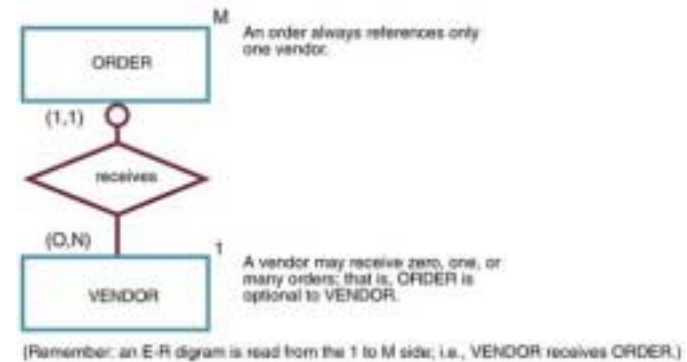 M
An order always references only
one vendor.
ORDER
(1,1)
receives
(O,N)
1
A vendor may receive zero, one, or
many orders; that is, ORDER is
optional to VENDOR.
VENDOR
(Remember: an E-R digram is read from the 1 to M side; i.e., VENDOR receives ORDER.)